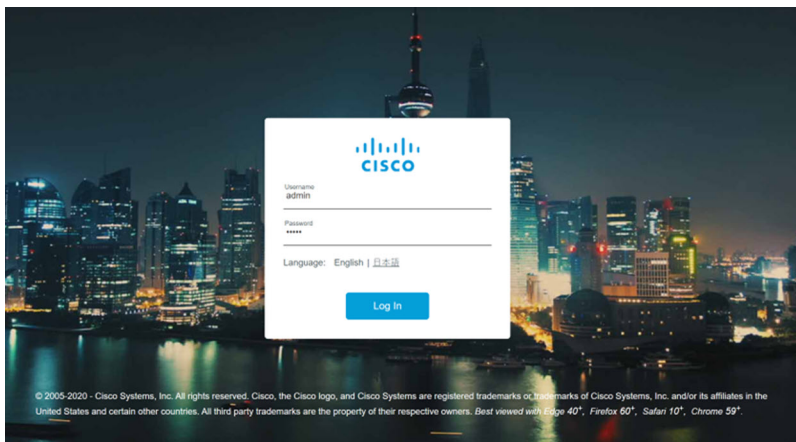 CISCO
Username
admin
Password
•••••
Language: English | 日本語
Log In
© 2005-2020 - Cisco Systems, Inc. All rights reserved. Cisco, the Cisco logo, and Cisco Systems are registered trademarks or trademarks of Cisco Systems, Inc. and/or its affiliates in the
United States and certain other countries. All third party trademarks are the property of their respective owners. Best viewed with Edge 40+, Firefox 60+, Safari 10+, Chrome 59+.